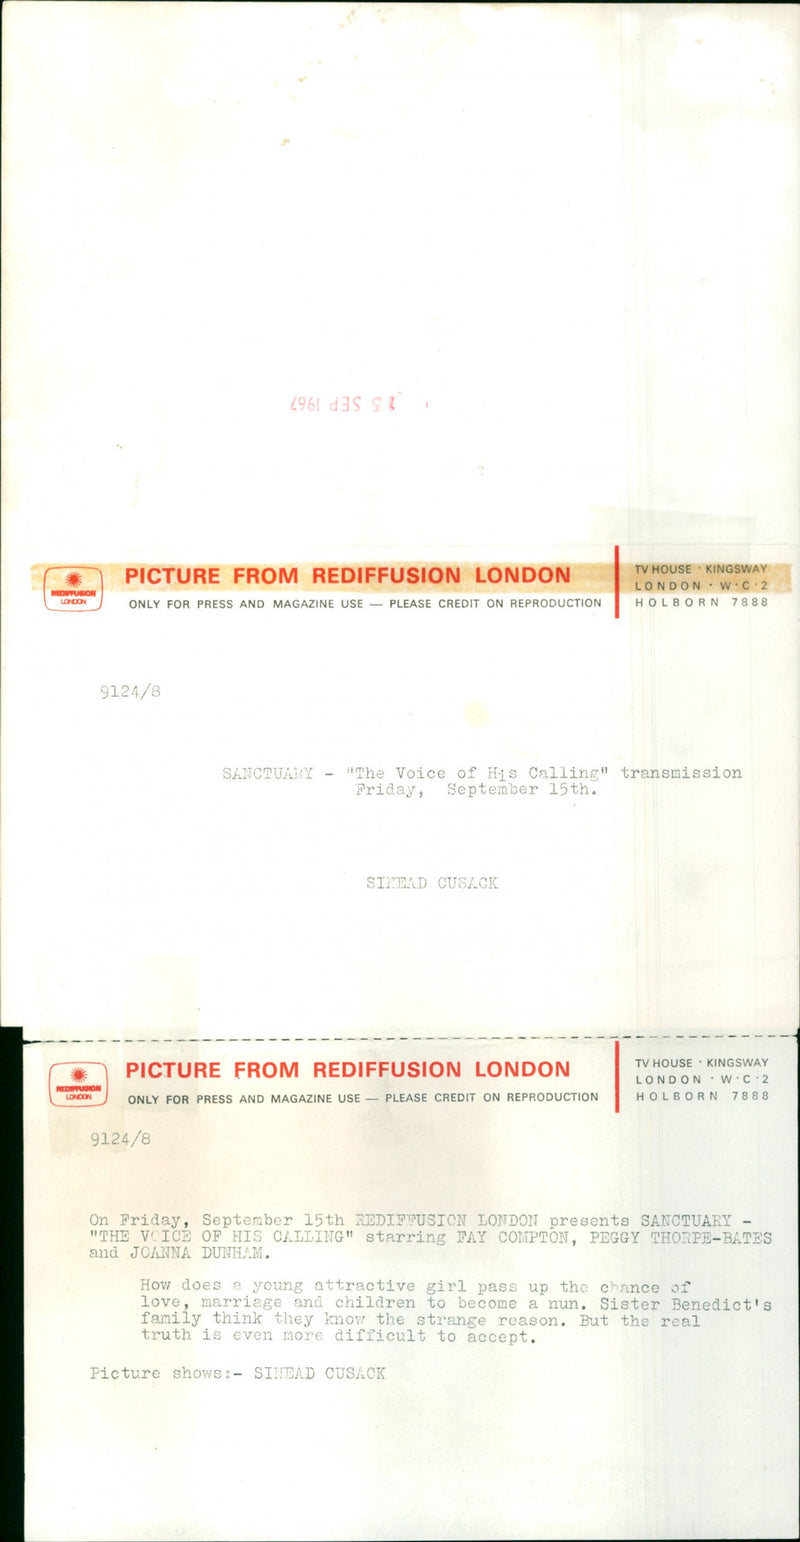 15 SEP 1967
REDIFFUSION
LONDON
PICTURE FROM REDIFFUSION LONDON
ONLY FOR PRESS AND MAGAZINE USE — PLEASE CREDIT ON REPRODUCTION
TV HOUSE · KINGSWAY
LONDON · W·C·2
HOLBORN 7888
9124/8
SANCTUARY - "The Voice of His Calling" transmission
Friday, September 15th.
SINEAD CUSACK
REDIFFUSION
LONDON
PICTURE FROM REDIFFUSION LONDON
ONLY FOR PRESS AND MAGAZINE USE — PLEASE CREDIT ON REPRODUCTION
TV HOUSE · KINGSWAY
LONDON · W·C·2
HOLBORN 7888
9124/8
On Friday, September 15th REDIFFUSION LONDON presents SANCTUARY -
"THE VOICE OF HIS CALLING" starring FAY COMPTON, PEGGY THORPE-BATES
and JOANNA DUNHAM.
How does a young attractive girl pass up the chance of
love, marriage and children to become a nun. Sister Benedict's
family think they know the strange reason. But the real
truth is even more difficult to accept.
Picture shows:- SINEAD CUSACK